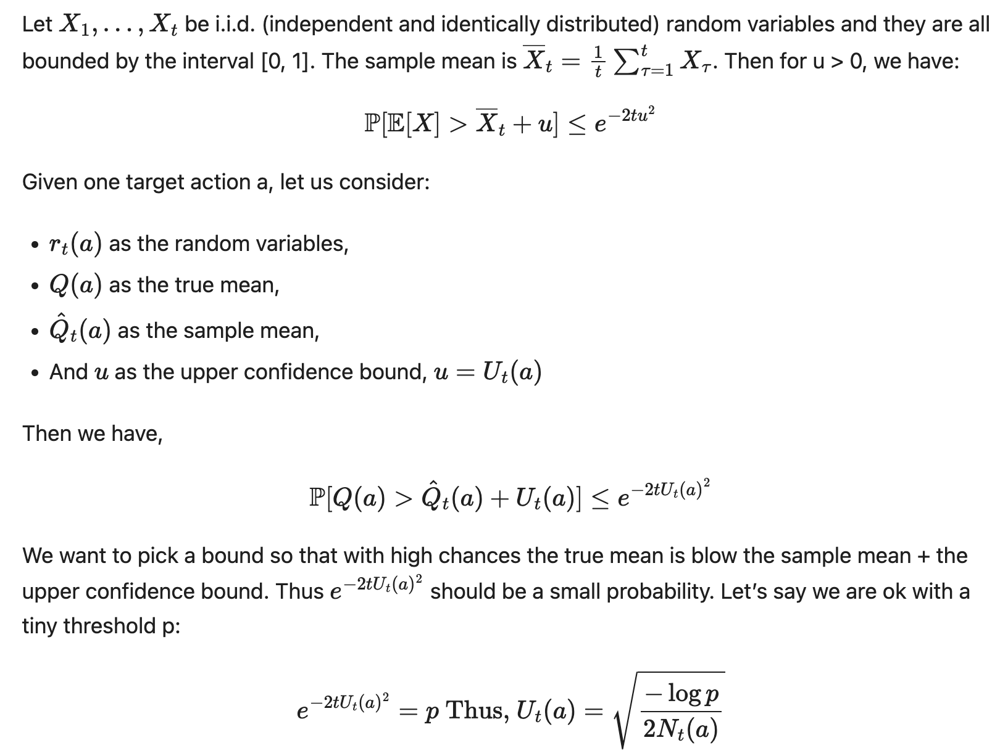 Let X₁, . . . , Xₜ be i.i.d. (independent and identically distributed) random variables and they are all
bounded by the interval [0, 1]. The sample mean is $\overline{X}_t = \frac{1}{t}\sum_{\tau=1}^{t} X_\tau$. Then for u > 0, we have:
$\mathbb{P}[\mathbb{E}[X] > \overline{X}_t + u] \leq e^{-2tu^2}$
Given one target action a, let us consider:
• $r_t(a)$ as the random variables,
• $Q(a)$ as the true mean,
• $\hat{Q}_t(a)$ as the sample mean,
• And $u$ as the upper confidence bound, $u = U_t(a)$
Then we have,
$\mathbb{P}[Q(a) > \hat{Q}_t(a) + U_t(a)] \leq e^{-2tU_t(a)^2}$
We want to pick a bound so that with high chances the true mean is blow the sample mean + the
upper confidence bound. Thus $e^{-2tU_t(a)^2}$ should be a small probability. Let’s say we are ok with a
tiny threshold p:
$e^{-2tU_t(a)^2} = p \text{ Thus, } U_t(a) = \sqrt{\frac{-\log p}{2N_t(a)}}$